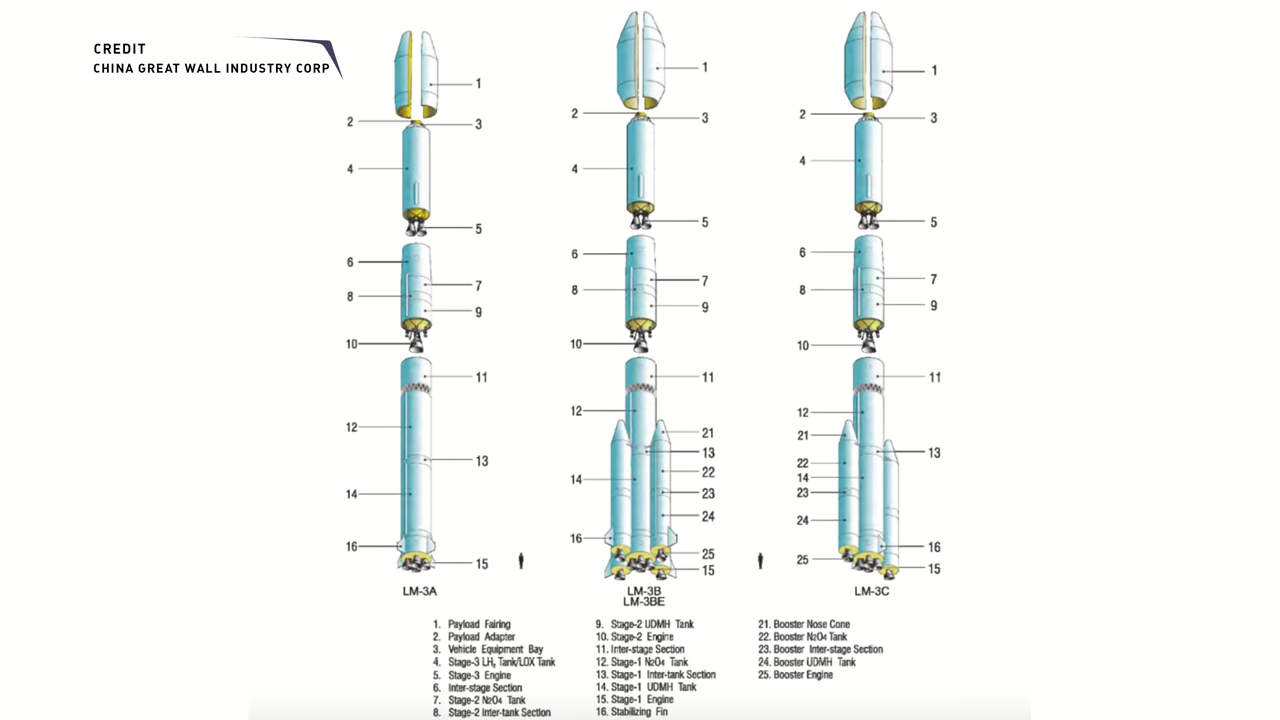 CREDIT
CHINA GREAT WALL INDUSTRY CORP
1
2
3
4
5
6
7
8
9
10
11
12
13
14
16
15
LM-3A
1
2
3
4
5
6
7
8
9
10
11
12
21
13
22
14
23
24
16
25
15
LM-3B
LM-3BE
1
2
3
4
5
6
7
8
9
10
11
12
21
13
22
14
23
24
16
25
15
LM-3C
1. Payload Fairing
2. Payload Adapter
3. Vehicle Equipment Bay
4. Stage-3 LH₂ Tank/LOX Tank
5. Stage-3 Engine
6. Inter-stage Section
7. Stage-2 N2O4 Tank
8. Stage-2 Inter-tank Section
9. Stage-2 UDMH Tank
10. Stage-2 Engine
11. Inter-stage Section
12. Stage-1 N2O4 Tank
13. Stage-1 Inter-tank Section
14. Stage-1 UDMH Tank
15. Stage-1 Engine
16. Stabilizing Fin
21. Booster Nose Cone
22. Booster N2O4 Tank
23. Booster Inter-stage Section
24. Booster UDMH Tank
25. Booster Engine